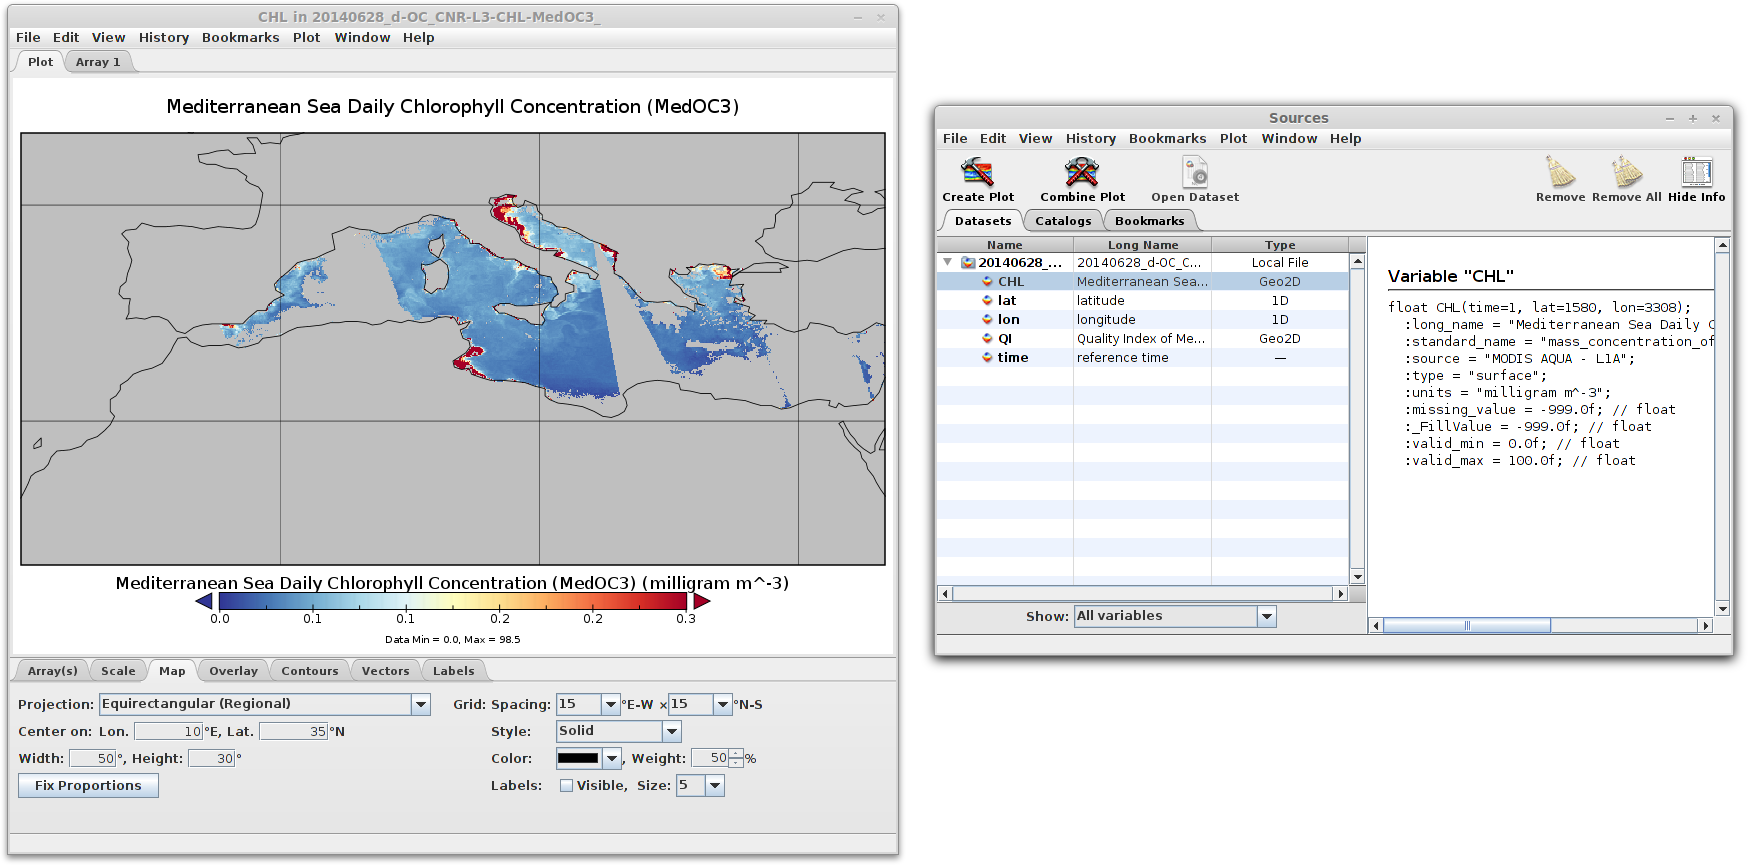 CHL in 20140628_d-OC_CNR-L3-CHL-MedOC3_
File Edit View History Bookmarks Plot Window Help
Plot Array 1
Mediterranean Sea Daily Chlorophyll Concentration (MedOC3)
Mediterranean Sea Daily Chlorophyll Concentration (MedOC3) (milligram m^-3)
0.0 0.1 0.1 0.2 0.2 0.3
Data Min = 0.0, Max = 98.5
Array(s) Scale Map Overlay Contours Vectors Labels
Projection: Equirectangular (Regional) Grid: Spacing: 15 °E-W × 15 °N-S
Center on: Lon. 10 °E, Lat. 35 °N Style: Solid
Width: 50 °, Height: 30 ° Color: , Weight: 50 %
Fix Proportions Labels: Visible, Size: 5
Sources
File Edit View History Bookmarks Plot Window Help
Create Plot Combine Plot Open Dataset Remove Remove All Hide Info
Datasets Catalogs Bookmarks
Name Long Name Type
20140628_... 20140628_d-OC_C... Local File
CHL Mediterranean Sea... Geo2D
lat latitude 1D
lon longitude 1D
QI Quality Index of Me... Geo2D
time reference time —
Show: All variables
Variable "CHL"
float CHL(time=1, lat=1580, lon=3308);
:long_name = "Mediterranean Sea Daily C
:standard_name = "mass_concentration_of
:source = "MODIS AQUA - L1A";
:type = "surface";
:units = "milligram m^-3";
:missing_value = -999.0f; // float
:_FillValue = -999.0f; // float
:valid_min = 0.0f; // float
:valid_max = 100.0f; // float